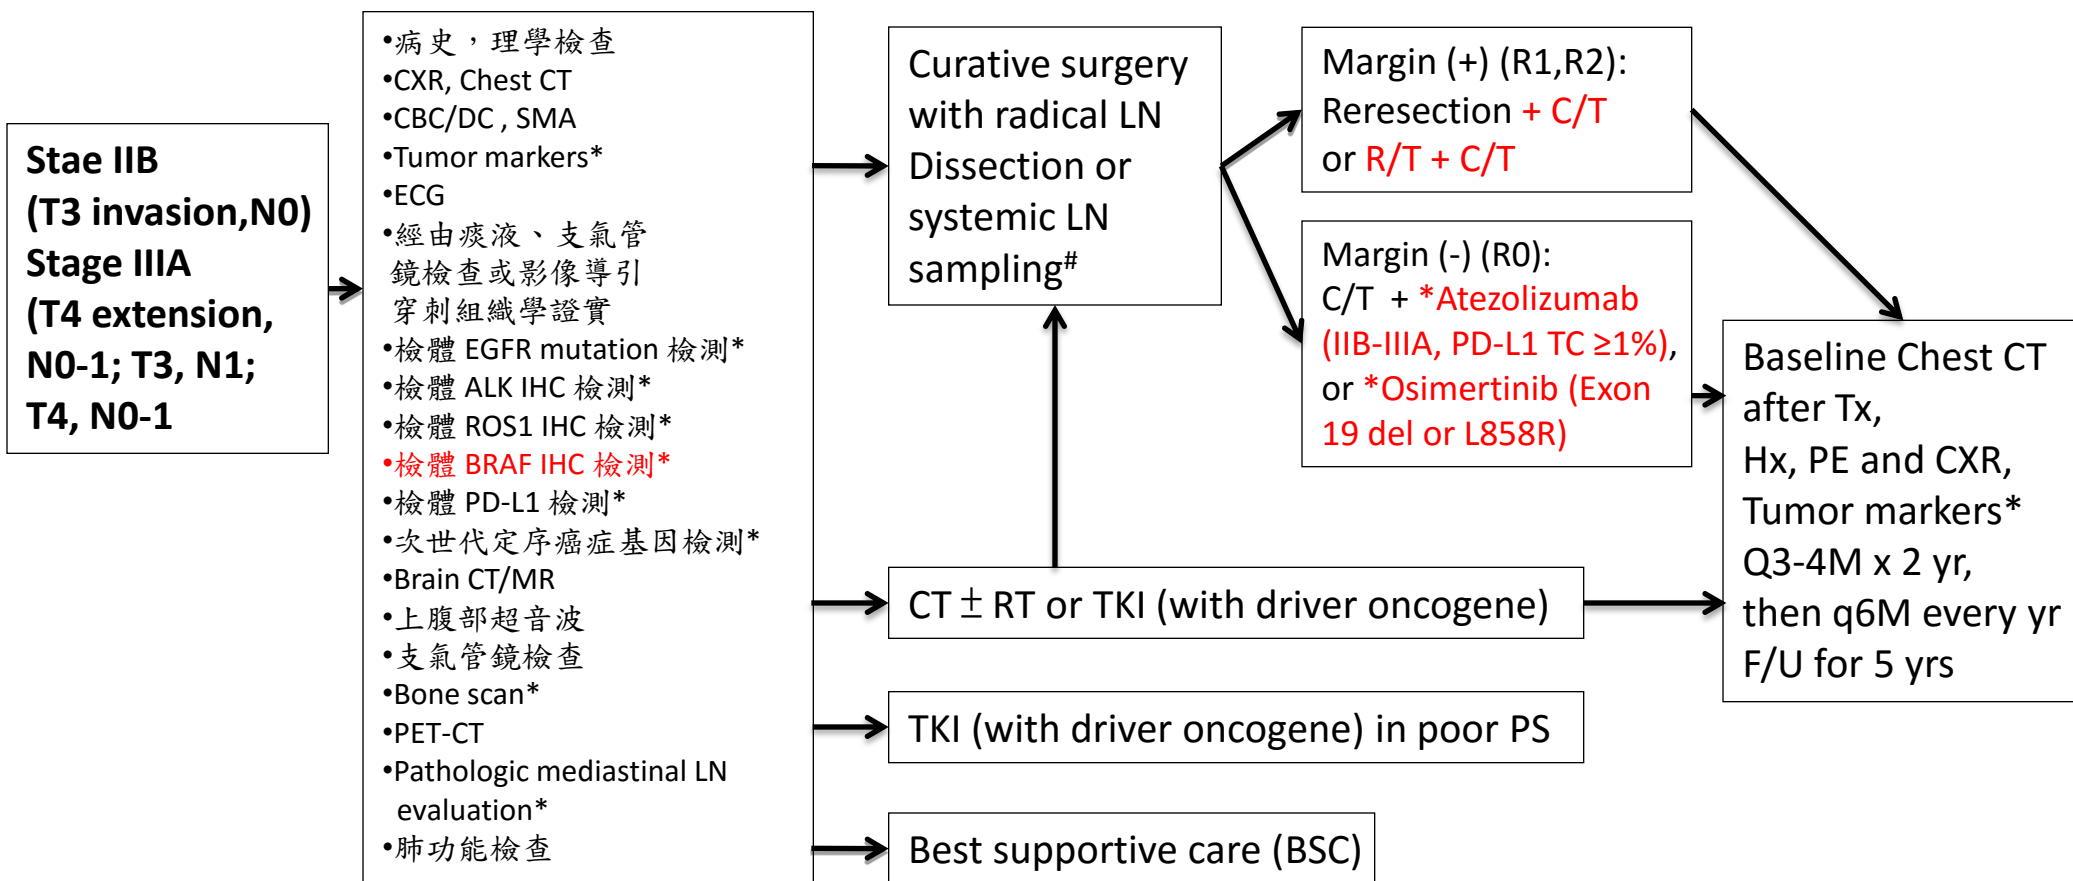 Stae IIB
(T3 invasion,N0)
Stage IIIA
(T4 extension,
N0-1; T3, N1;
T4, N0-1
•病史，理學檢查
•CXR, Chest CT
•CBC/DC , SMA
•Tumor markers*
•ECG
•經由痰液、支氣管
鏡檢查或影像導引
穿刺組織學證實
•檢體 EGFR mutation 檢測*
•檢體 ALK IHC 檢測*
•檢體 ROS1 IHC 檢測*
•檢體 BRAF IHC 檢測*
•檢體 PD-L1 檢測*
•次世代定序癌症基因檢測*
•Brain CT/MR
•上腹部超音波
•支氣管鏡檢查
•Bone scan*
•PET-CT
•Pathologic mediastinal LN
evaluation*
•肺功能檢查
Curative surgery
with radical LN
Dissection or
systemic LN
sampling#
Margin (+) (R1,R2):
Reresection + C/T
or R/T + C/T
Margin (-) (R0):
C/T + *Atezolizumab
(IIB-IIIA, PD-L1 TC ≥1%),
or *Osimertinib (Exon
19 del or L858R)
CT ± RT or TKI (with driver oncogene)
TKI (with driver oncogene) in poor PS
Best supportive care (BSC)
Baseline Chest CT
after Tx,
Hx, PE and CXR,
Tumor markers*
Q3-4M x 2 yr,
then q6M every yr
F/U for 5 yrs